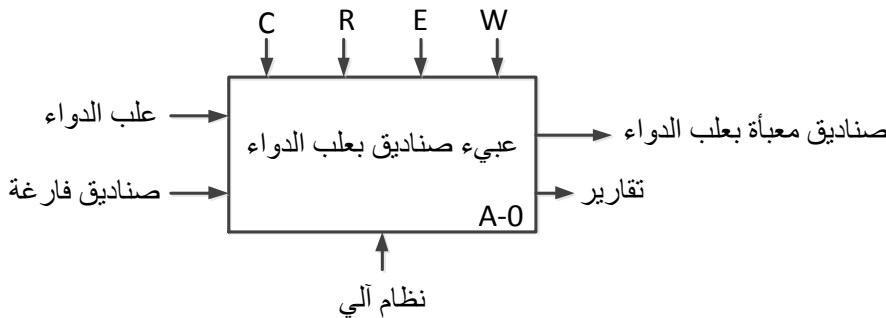 C R E W
علب الدواء
عبيء صناديق بعلب الدواء
صناديق معبأة بعلب الدواء
صناديق فارغة
تقارير
A-0
نظام آلي